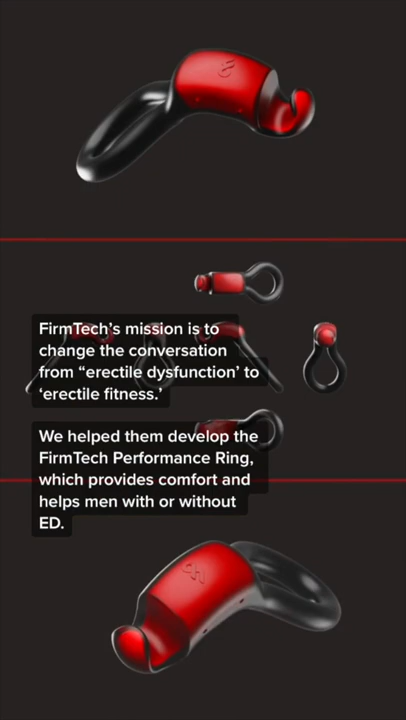 FirmTech's mission is to
change the conversation
from “erectile dysfunction’ to
‘erectile fitness.’
We helped them develop the
FirmTech Performance Ring,
which provides comfort and
helps men with or without
ED.